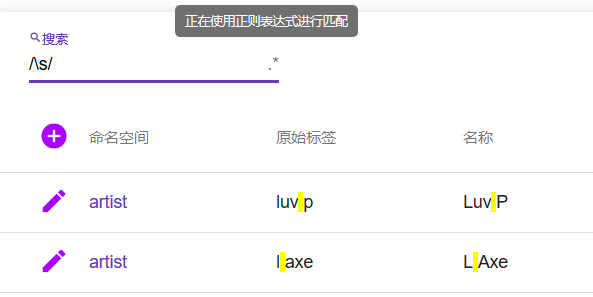 正在使用正则表达式进行匹配
搜索
/\s/ .*
命名空间 原始标签 名称
artist luv p Luv P
artist l axe L Axe